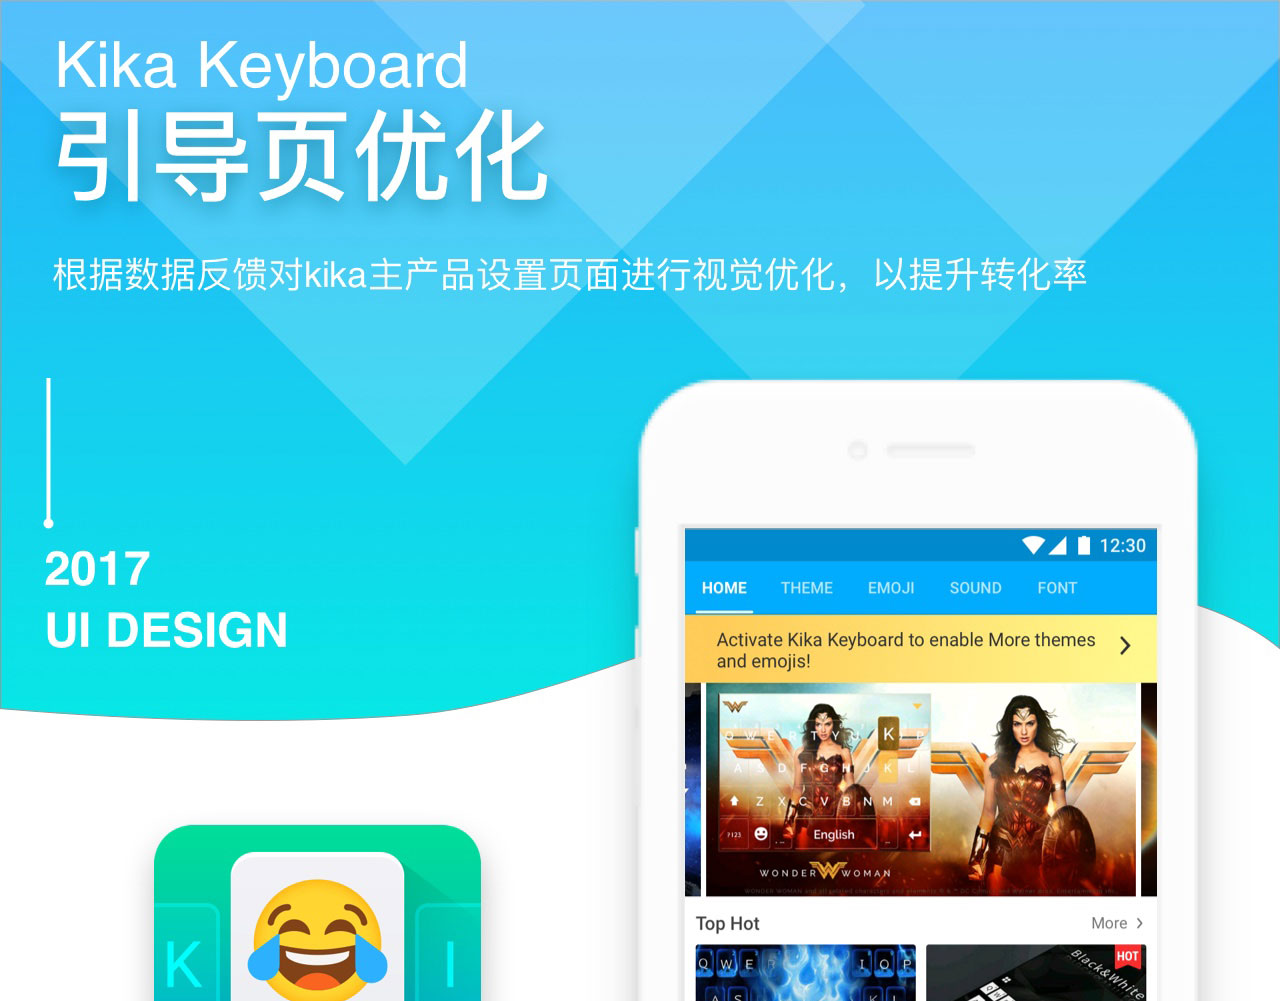 Kika Keyboard
引导页优化
根据数据反馈对kika主产品设置页面进行视觉优化，以提升转化率
2017
UI DESIGN
12:30
HOME THEME EMOJI SOUND FONT
Activate Kika Keyboard to enable More themes
and emojis!
Q W E R T Y U K P
A S D F G H J K L
Z X C V B N M
?123 English
WONDER WOMAN
Top Hot More
Q W E I O P
A S K L
HOT
Black&White
K I